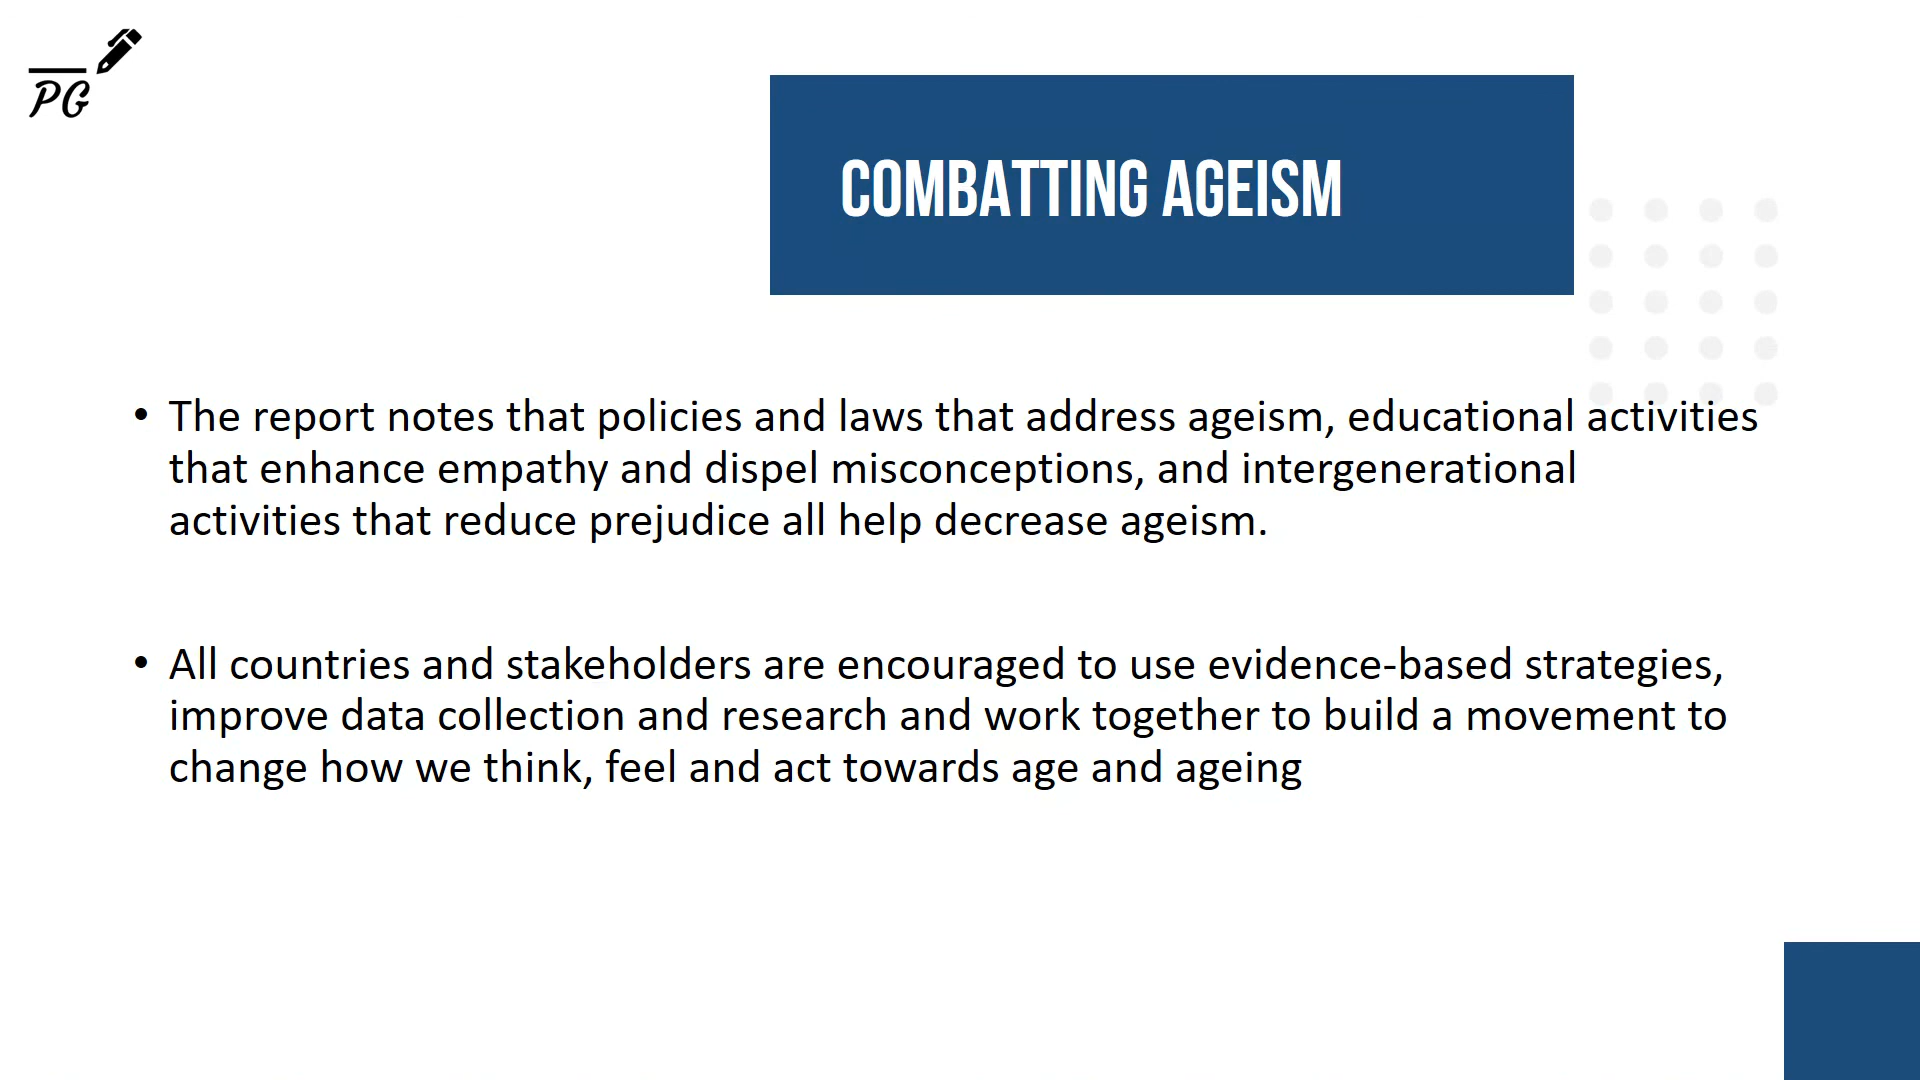 PG
COMBATTING AGEISM
• The report notes that policies and laws that address ageism, educational activities
that enhance empathy and dispel misconceptions, and intergenerational
activities that reduce prejudice all help decrease ageism.
• All countries and stakeholders are encouraged to use evidence-based strategies,
improve data collection and research and work together to build a movement to
change how we think, feel and act towards age and ageing